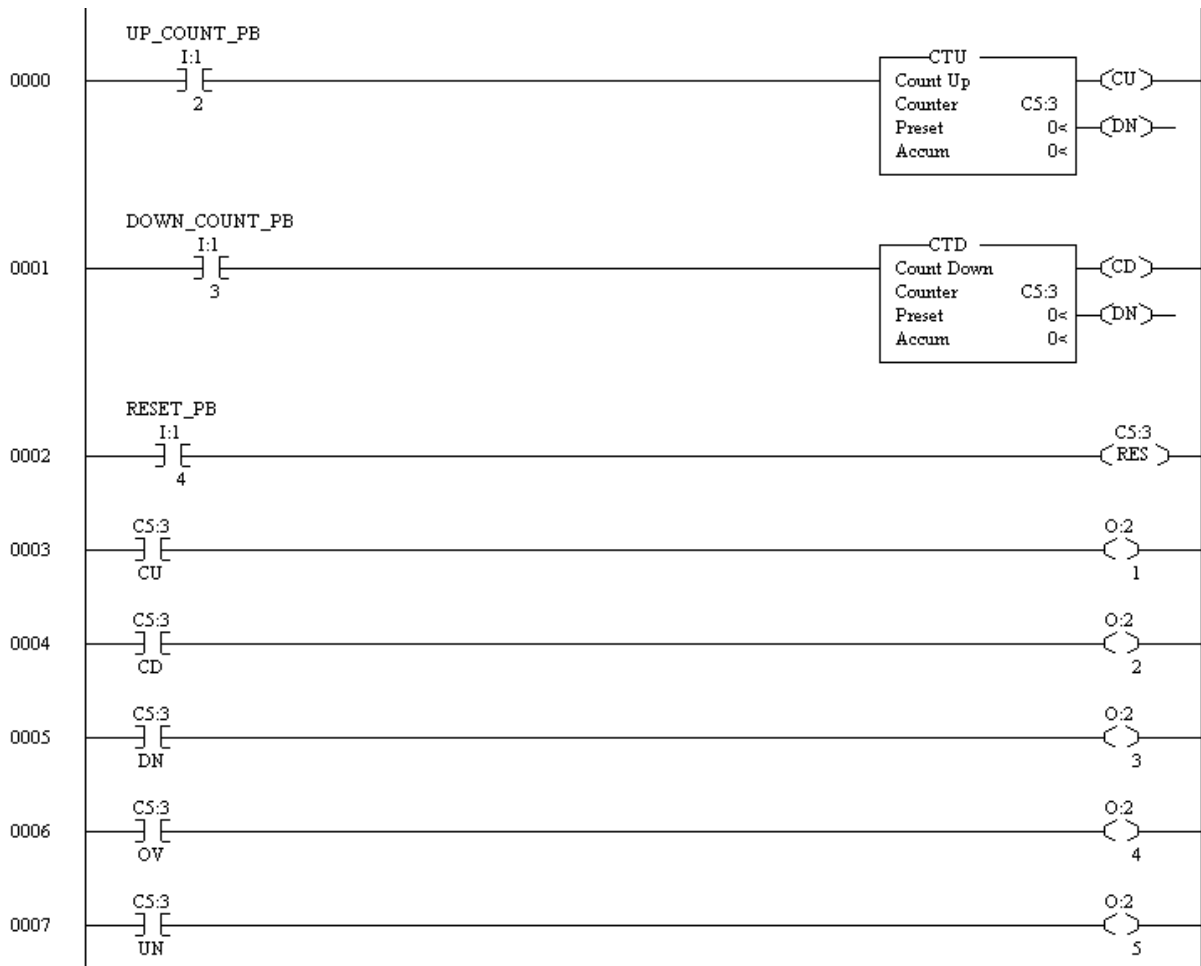 UP_COUNT_PB
I:1
0000
2
CTU
Count Up
Counter C5:3
Preset 0<
Accum 0<
CU
DN
DOWN_COUNT_PB
I:1
0001
3
CTD
Count Down
Counter C5:3
Preset 0<
Accum 0<
CD
DN
RESET_PB
I:1
0002
4
C5:3
RES
C5:3
0003
CU
O:2
1
C5:3
0004
CD
O:2
2
C5:3
0005
DN
O:2
3
C5:3
0006
OV
O:2
4
C5:3
0007
UN
O:2
5